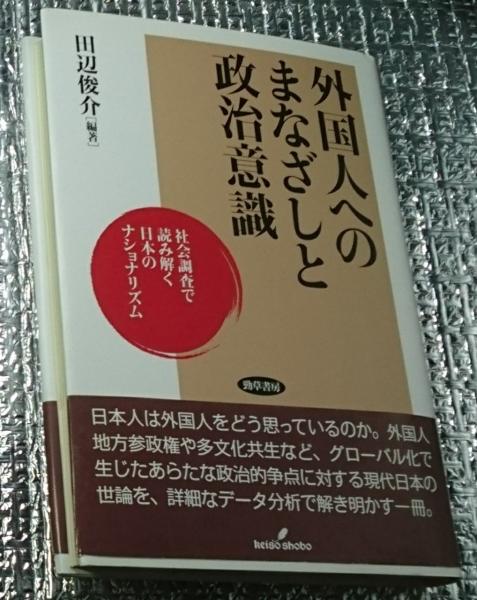 外国人への
まなざしと
政治意識
社会調査で
読み解く
日本の
ナショナリズム
田辺俊介[編著]
勁草書房
日本人は外国人をどう思っているのか。外国人
地方参政権や多文化共生など、グローバル化で
生じたあらたな政治的争点に対する現代日本の
世論を、詳細なデータ分析で解き明かす一冊。
keiso shobo